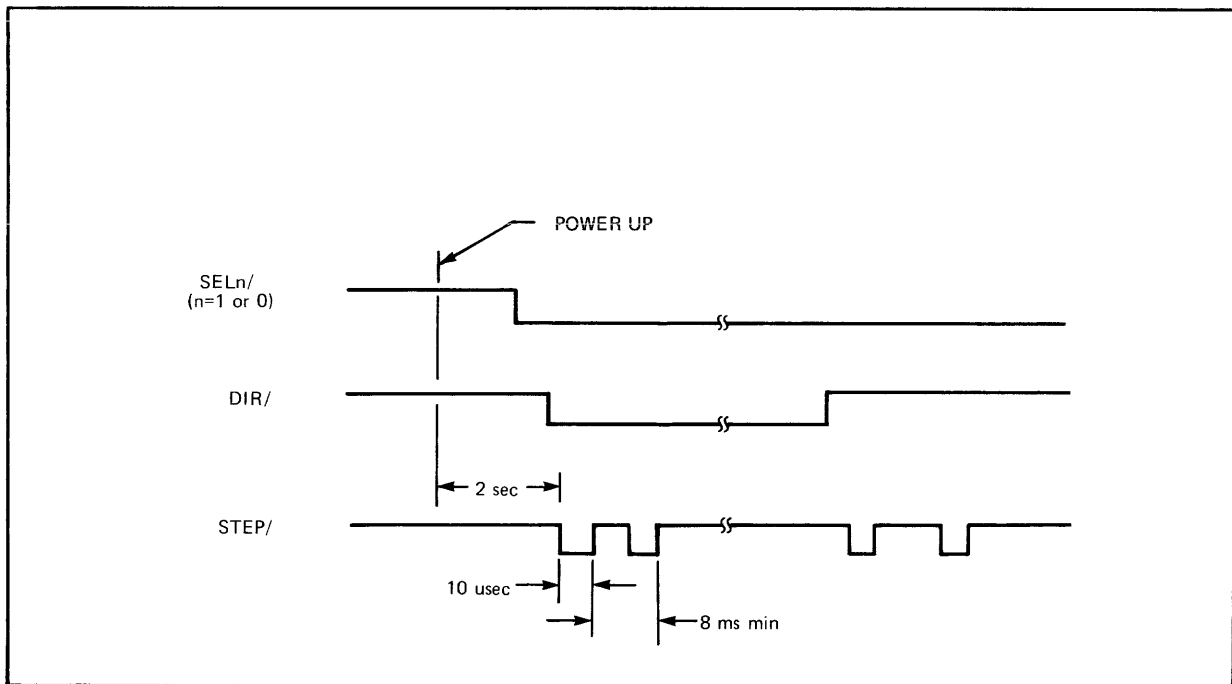 POWER UP
SELn/
(n=1 or 0)
DIR/
2 sec
STEP/
10 usec
8 ms min